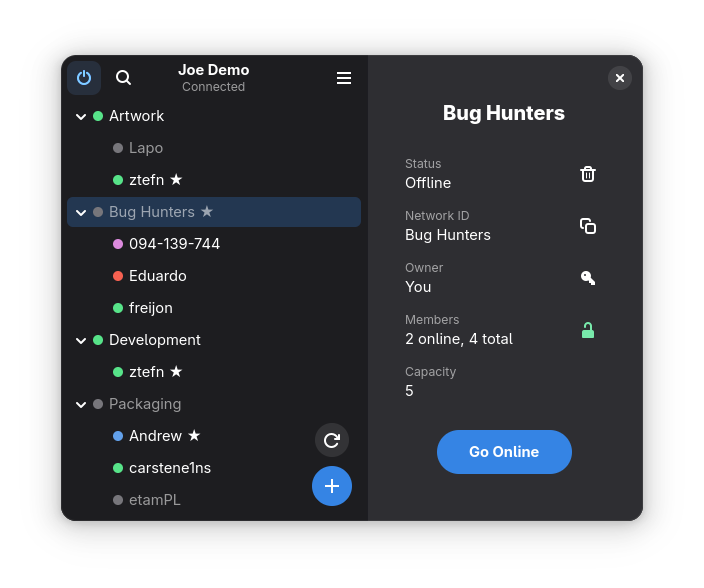 Joe Demo
Connected
Artwork
Lapo
ztefn ★
Bug Hunters ★
094-139-744
Eduardo
freijon
Development
ztefn ★
Packaging
Andrew ★
carstene1ns
etamPL
Bug Hunters
Status
Offline
Network ID
Bug Hunters
Owner
You
Members
2 online, 4 total
Capacity
5
Go Online